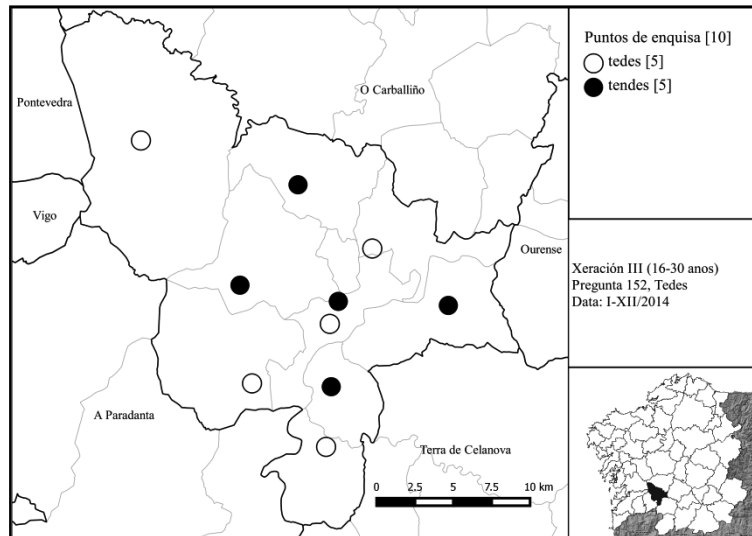 Puntos de enquisa [10]
tedes [5]
tendes [5]
O Carballiño
Pontevedra
Vigo
Ourense
Xeración III (16-30 anos)
Pregunta 152, Tedes
Data: I-XII/2014
A Paradanta
Terra de Celanova
0 2,5 5 7,5 10 km